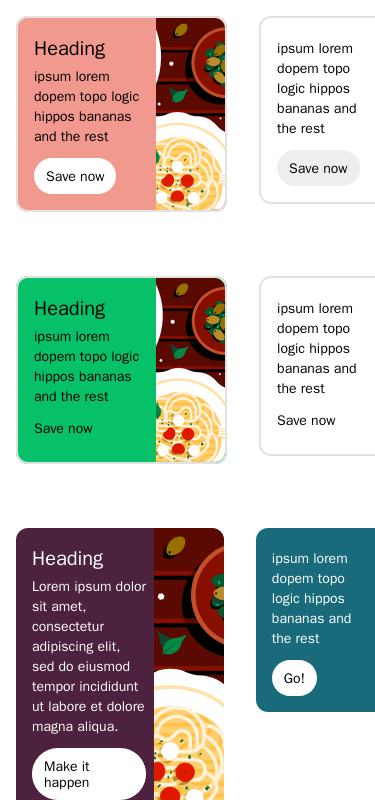 Heading
ipsum lorem
dopem topo logic
hippos bananas
and the rest
Save now
ipsum lorem
dopem topo
logic hippos
bananas and
the rest
Save now
Heading
ipsum lorem
dopem topo logic
hippos bananas
and the rest
Save now
ipsum lorem
dopem topo
logic hippos
bananas and
the rest
Save now
Heading
Lorem ipsum dolor
sit amet,
consectetur
adipiscing elit,
sed do eiusmod
tempor incididunt
ut labore et dolore
magna aliqua.
Make it
happen
ipsum lorem
dopem topo
logic hippos
bananas and
the rest
Go!